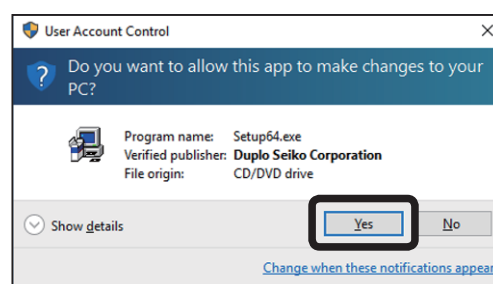 User Account Control
Do you want to allow this app to make changes to your
PC?
Program name: Setup64.exe
Verified publisher: Duplo Seiko Corporation
File origin: CD/DVD drive
Show details
Yes
No
Change when these notifications appear